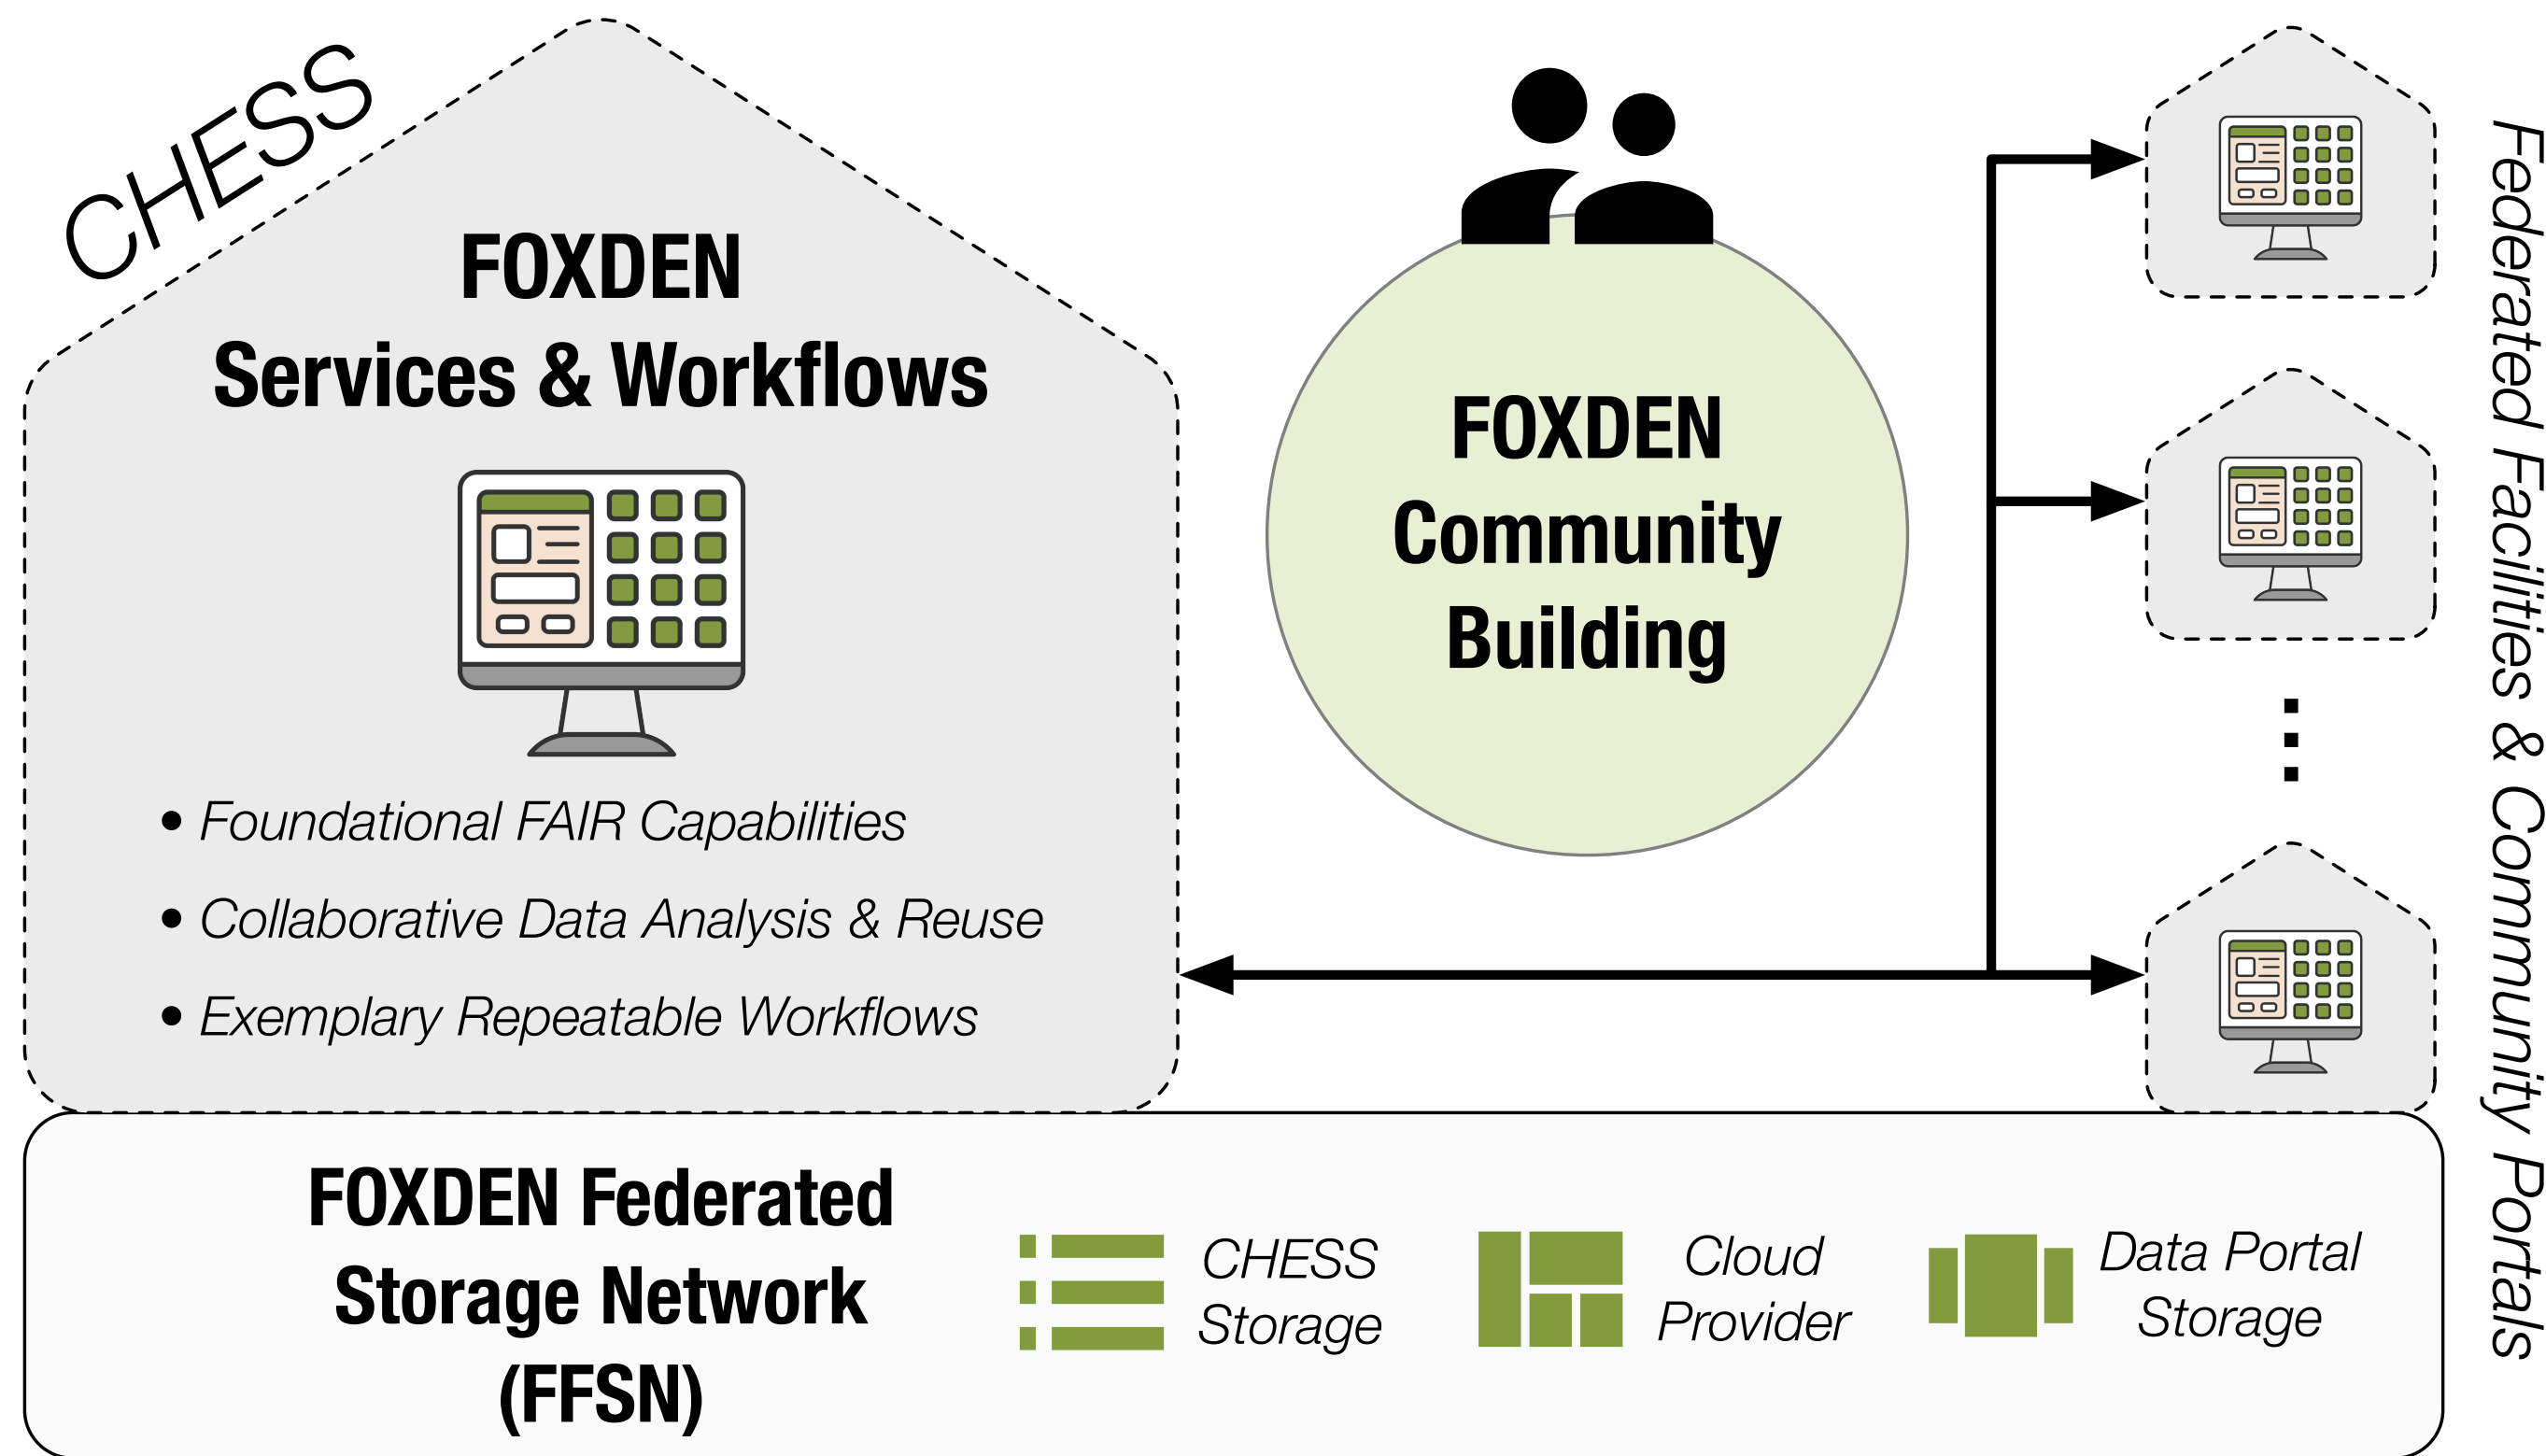 CHESS
FOXDEN
Services & Workflows
• Foundational FAIR Capabilities
• Collaborative Data Analysis & Reuse
• Exemplary Repeatable Workflows
FOXDEN
Community
Building
Federated Facilities & Community Portals
FOXDEN Federated
Storage Network
(FFSN)
CHESS
Storage
Cloud
Provider
Data Portal
Storage